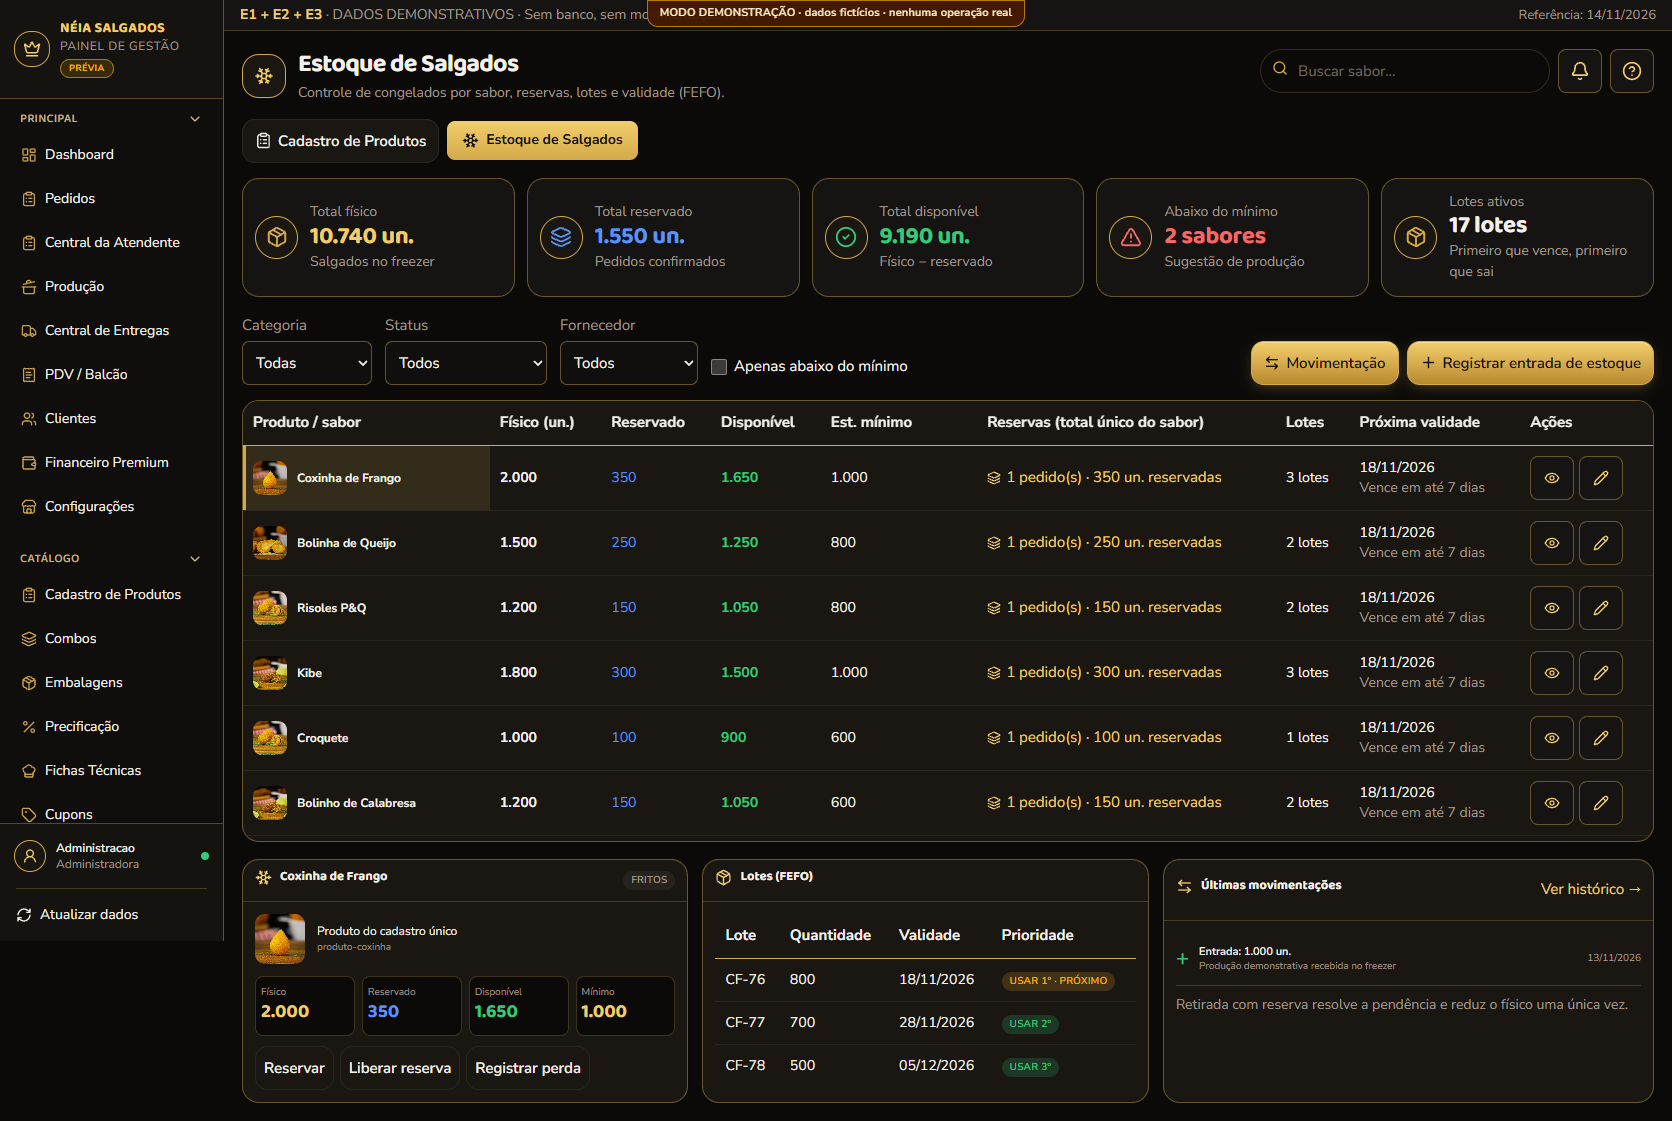 NÉIA SALGADOS
PAINEL DE GESTÃO
PRÉVIA
PRINCIPAL
Dashboard
Pedidos
Central da Atendente
Produção
Central de Entregas
PDV / Balcão
Clientes
Financeiro Premium
Configurações
CATÁLOGO
Cadastro de Produtos
Combos
Embalagens
Precificação
Fichas Técnicas
Cupons
Administracao
Administradora
Atualizar dados
E1 + E2 + E3 · DADOS DEMONSTRATIVOS · Sem banco, sem
MODO DEMONSTRAÇÃO · dados fictícios · nenhuma operação real
Referência: 14/11/2026
Estoque de Salgados
Controle de congelados por sabor, reservas, lotes e validade (FEFO).
Buscar sabor...
Cadastro de Produtos
Estoque de Salgados
Total físico
10.740 un.
Salgados no freezer
Total reservado
1.550 un.
Pedidos confirmados
Total disponível
9.190 un.
Físico – reservado
Abaixo do mínimo
2 sabores
Sugestão de produção
Lotes ativos
17 lotes
Primeiro que vence, primeiro
que sai
Categoria
Todas
Status
Todos
Fornecedor
Todos
Apenas abaixo do mínimo
Movimentação
+ Registrar entrada de estoque
Produto / sabor Físico (un.) Reservado Disponível Est. mínimo Reservas (total único do sabor) Lotes Próxima validade Ações
Coxinha de Frango 2.000 350 1.650 1.000 1 pedido(s) · 350 un. reservadas 3 lotes 18/11/2026
Vence em até 7 dias
Bolinha de Queijo 1.500 250 1.250 800 1 pedido(s) · 250 un. reservadas 2 lotes 18/11/2026
Vence em até 7 dias
Risoles P&Q 1.200 150 1.050 800 1 pedido(s) · 150 un. reservadas 2 lotes 18/11/2026
Vence em até 7 dias
Kibe 1.800 300 1.500 1.000 1 pedido(s) · 300 un. reservadas 3 lotes 18/11/2026
Vence em até 7 dias
Croquete 1.000 100 900 600 1 pedido(s) · 100 un. reservadas 1 lotes 18/11/2026
Vence em até 7 dias
Bolinho de Calabresa 1.200 150 1.050 600 1 pedido(s) · 150 un. reservadas 2 lotes 18/11/2026
Vence em até 7 dias
Coxinha de Frango
FRITOS
Produto do cadastro único
produto-coxinha
Físico
2.000
Reservado
350
Disponível
1.650
Mínimo
1.000
Reservar
Liberar reserva
Registrar perda
Lotes (FEFO)
Lote Quantidade Validade Prioridade
CF-76 800 18/11/2026 USAR 1º · PRÓXIMO
CF-77 700 28/11/2026 USAR 2º
CF-78 500 05/12/2026 USAR 3º
Últimas movimentações
Ver histórico →
Entrada: 1.000 un.
Produção demonstrativa recebida no freezer
13/11/2026
Retirada com reserva resolve a pendência e reduz o físico uma única vez.